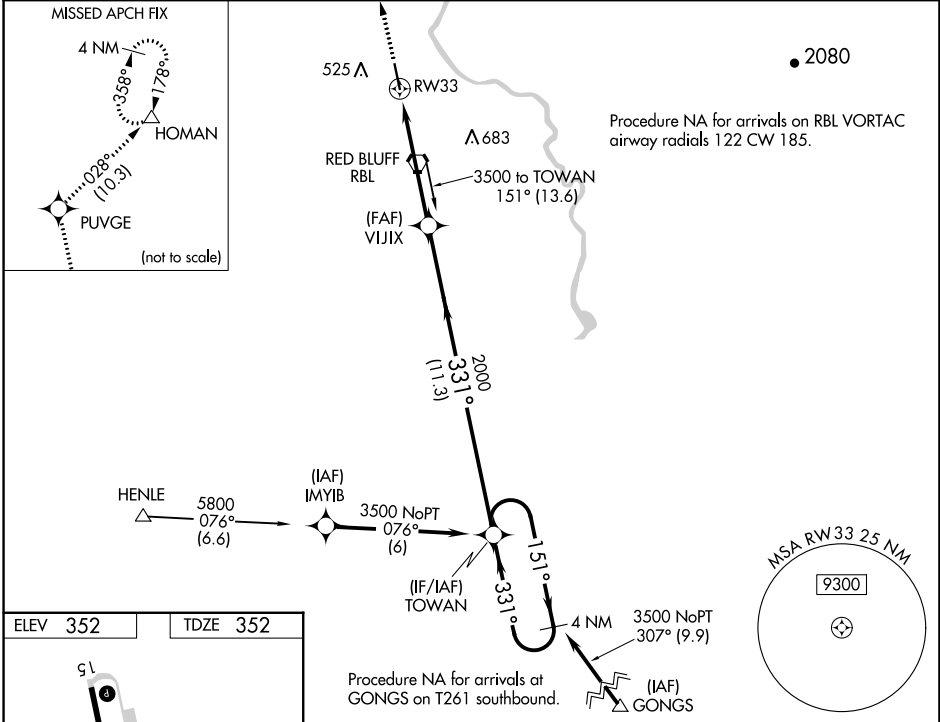 MISSED APCH FIX
4 NM
358°
178°
HOMAN
028°
(10.3)
PUVGE
(not to scale)
525
RW33
2080
683
Procedure NA for arrivals on RBL VORTAC
airway radials 122 CW 185.
RED BLUFF
RBL
3500 to TOWAN
151° (13.6)
(FAF)
VIJIX
2000
331°
(11.3)
HENLE
5800
076°
(6.6)
(IAF)
IMYIB
3500 NoPT
076°
(6)
(IF/IAF)
TOWAN
151°
331°
4 NM
3500 NoPT
307° (9.9)
(IAF)
GONGS
Procedure NA for arrivals at
GONGS on T261 southbound.
MSA RW33 25 NM
9300
ELEV 352
TDZE 352
15
P